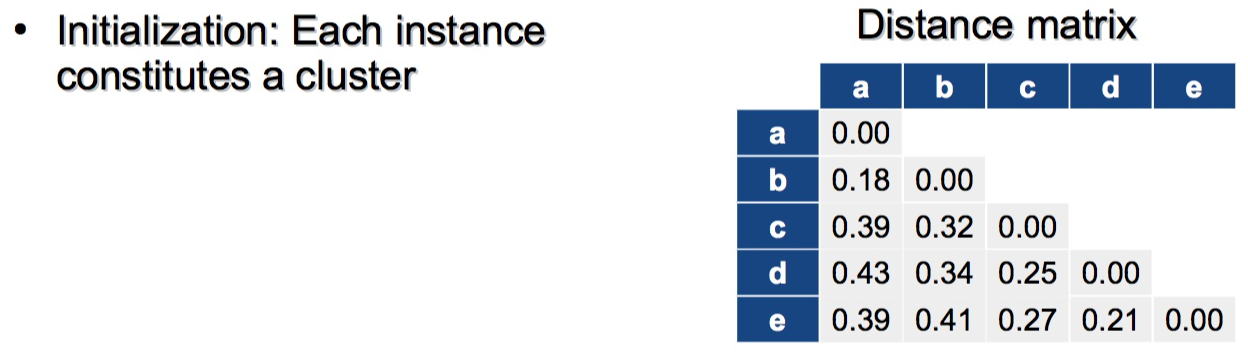 • Initialization: Each instance
constitutes a cluster
Distance matrix
a b c d e
a 0.00
b 0.18 0.00
c 0.39 0.32 0.00
d 0.43 0.34 0.25 0.00
e 0.39 0.41 0.27 0.21 0.00